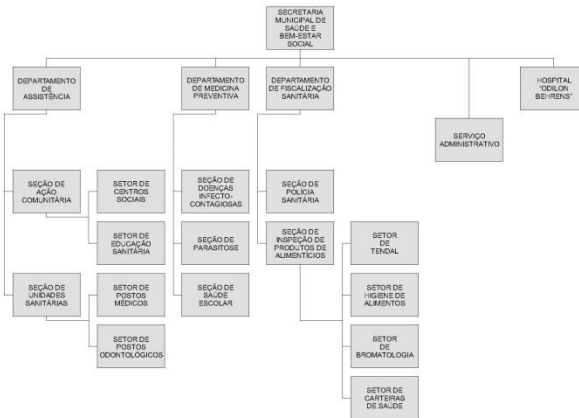 SECRETARIA
MUNICIPAL DE
SAÚDE E
BEM-ESTAR
SOCIAL
DEPARTAMENTO
DE
ASSISTÊNCIA
DEPARTAMENTO
DE MEDICINA
PREVENTIVA
DEPARTAMENTO
DE FISCALIZAÇÃO
SANITÁRIA
HOSPITAL
"ODILON
BEHRENS"
SERVIÇO
ADMINISTRATIVO
SEÇÃO DE
AÇÃO
COMUNITÁRIA
SETOR DE
CENTROS
SOCIAIS
SEÇÃO DE
DOENÇAS
INFECTO-
CONTAGIOSAS
SEÇÃO DE
POLÍCIA
SANITÁRIA
SETOR DE
EDUCAÇÃO
SANITÁRIA
SEÇÃO DE
PARASITOSE
SEÇÃO DE
INSPEÇÃO DE
PRODUTOS DE
ALIMENTÍCIOS
SETOR
DE
TENDAL
SEÇÃO DE
UNIDADES
SANITÁRIAS
SETOR DE
POSTOS
MÉDICOS
SEÇÃO DE
SAÚDE
ESCOLAR
SETOR DE
HIGIENE DE
ALIMENTOS
SETOR DE
POSTOS
ODONTOLÓGICOS
SETOR
DE
BROMATOLOGIA
SETOR DE
CARTEIRAS
DE SAÚDE